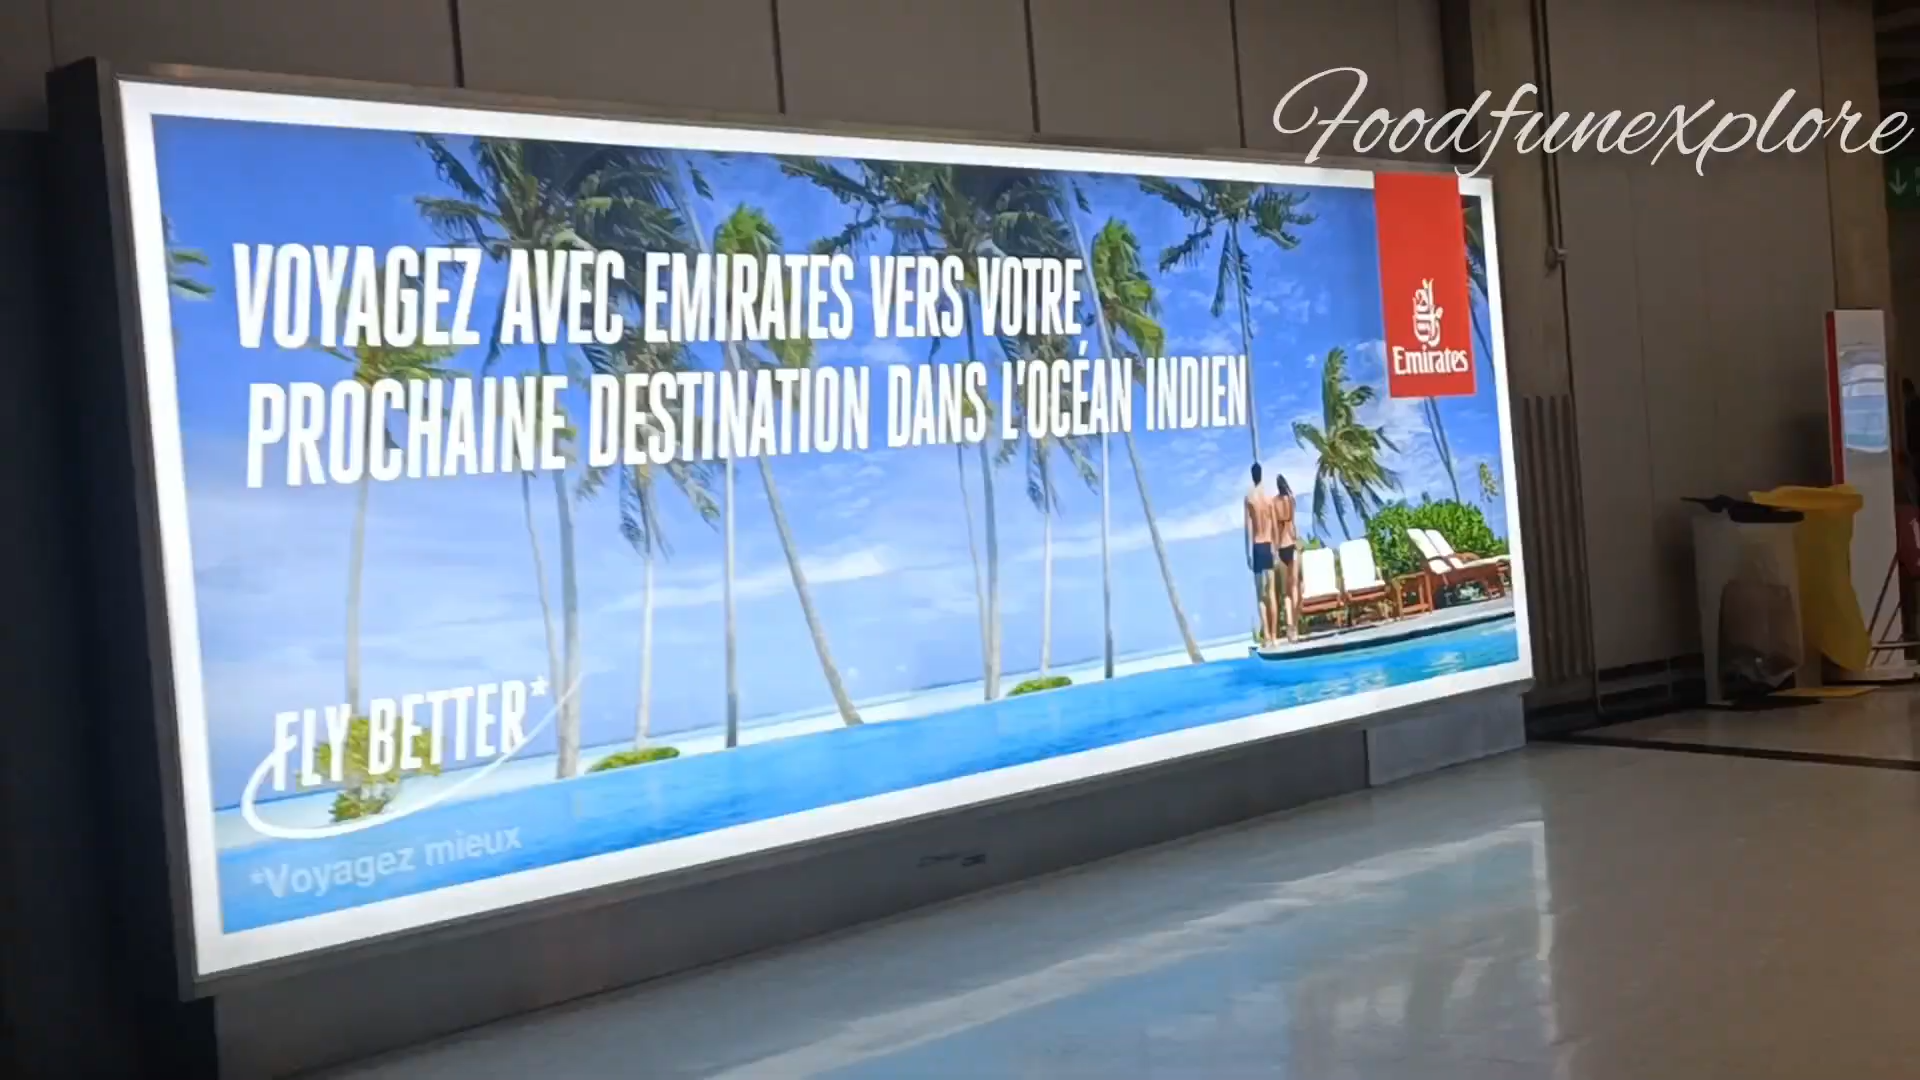 Foodfunexplore
VOYAGEZ AVEC EMIRATES VERS VOTRE
PROCHAINE DESTINATION DANS L'OCÉAN INDIEN
Emirates
FLY BETTER*
*Voyagez mieux